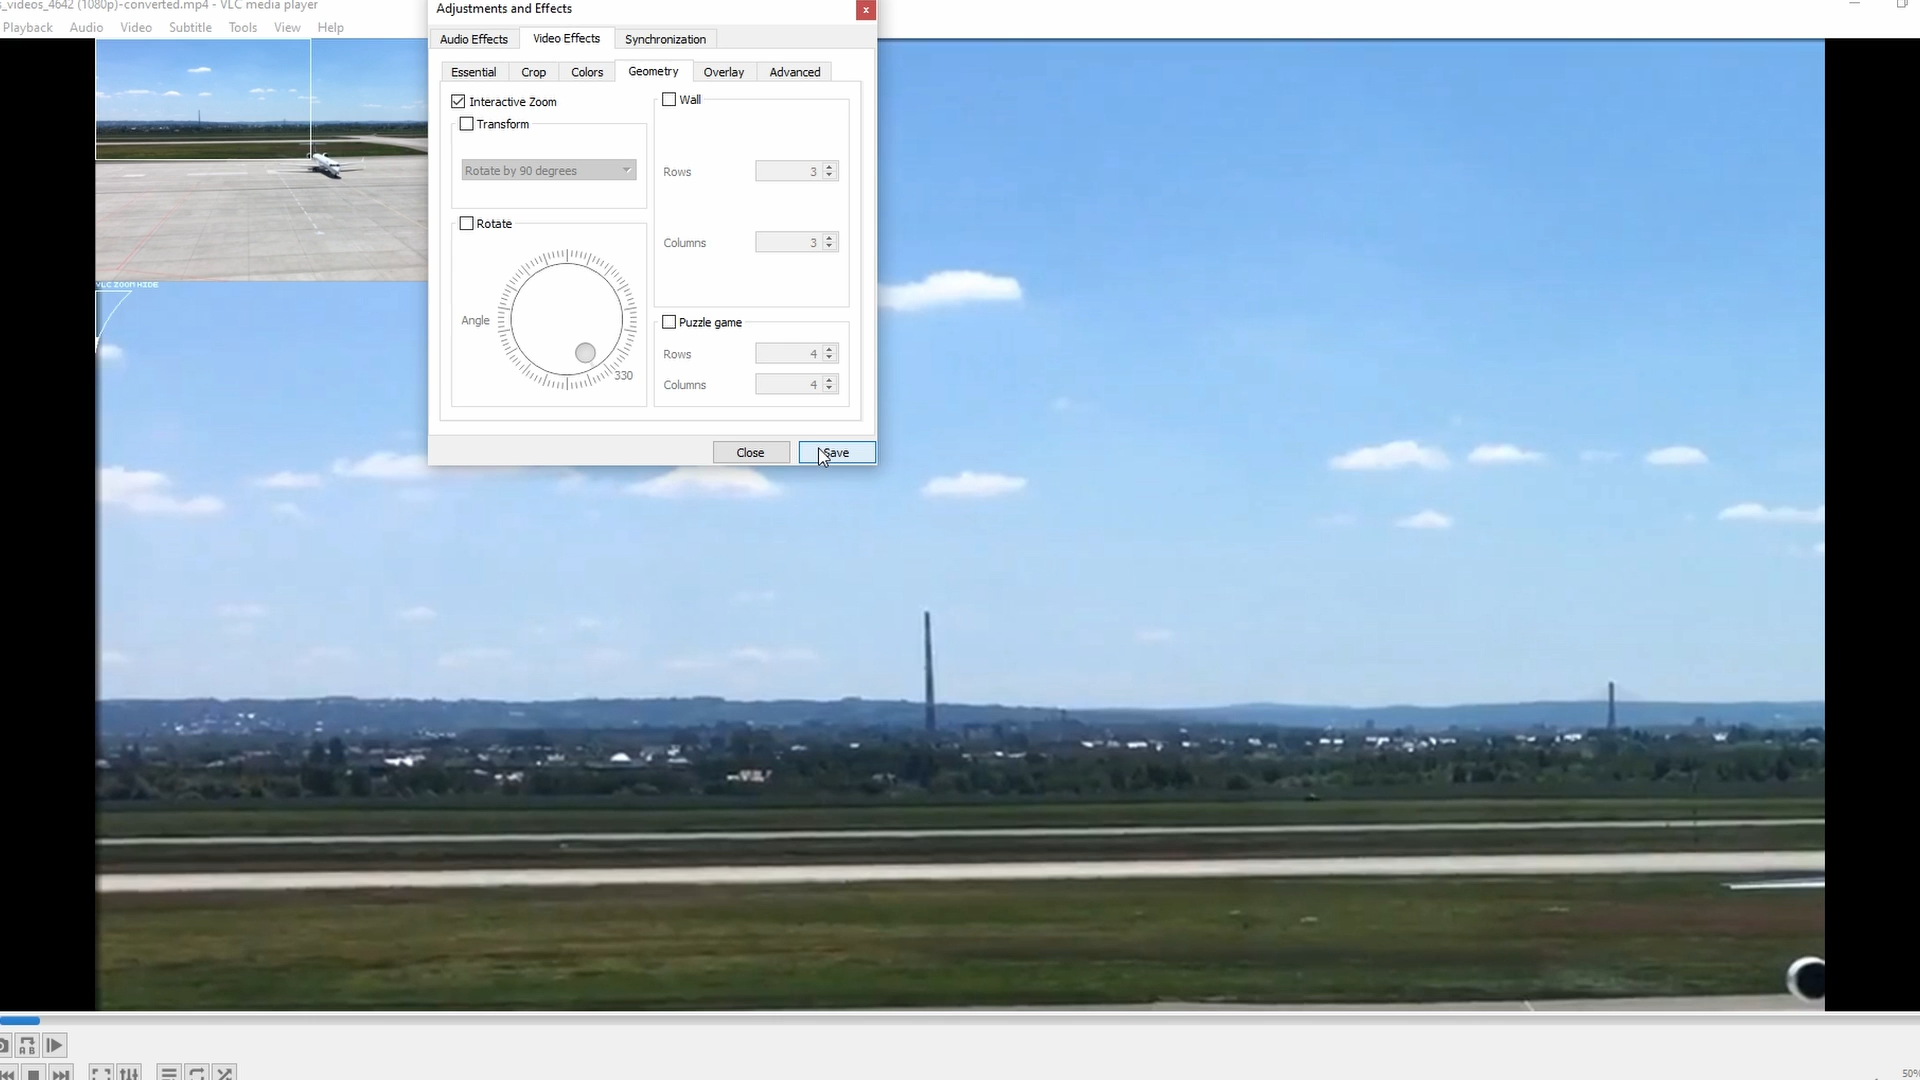 s_videos_4642 (1080p)-converted.mp4 - VLC media player
Playback Audio Video Subtitle Tools View Help
Adjustments and Effects
x
Audio Effects Video Effects Synchronization
Essential Crop Colors Geometry Overlay Advanced
Interactive Zoom
Transform
Rotate by 90 degrees
Rotate
Angle
330
Wall
Rows 3
Columns 3
Puzzle game
Rows 4
Columns 4
Close Save
VLC ZOOM HIDE
A B
50%